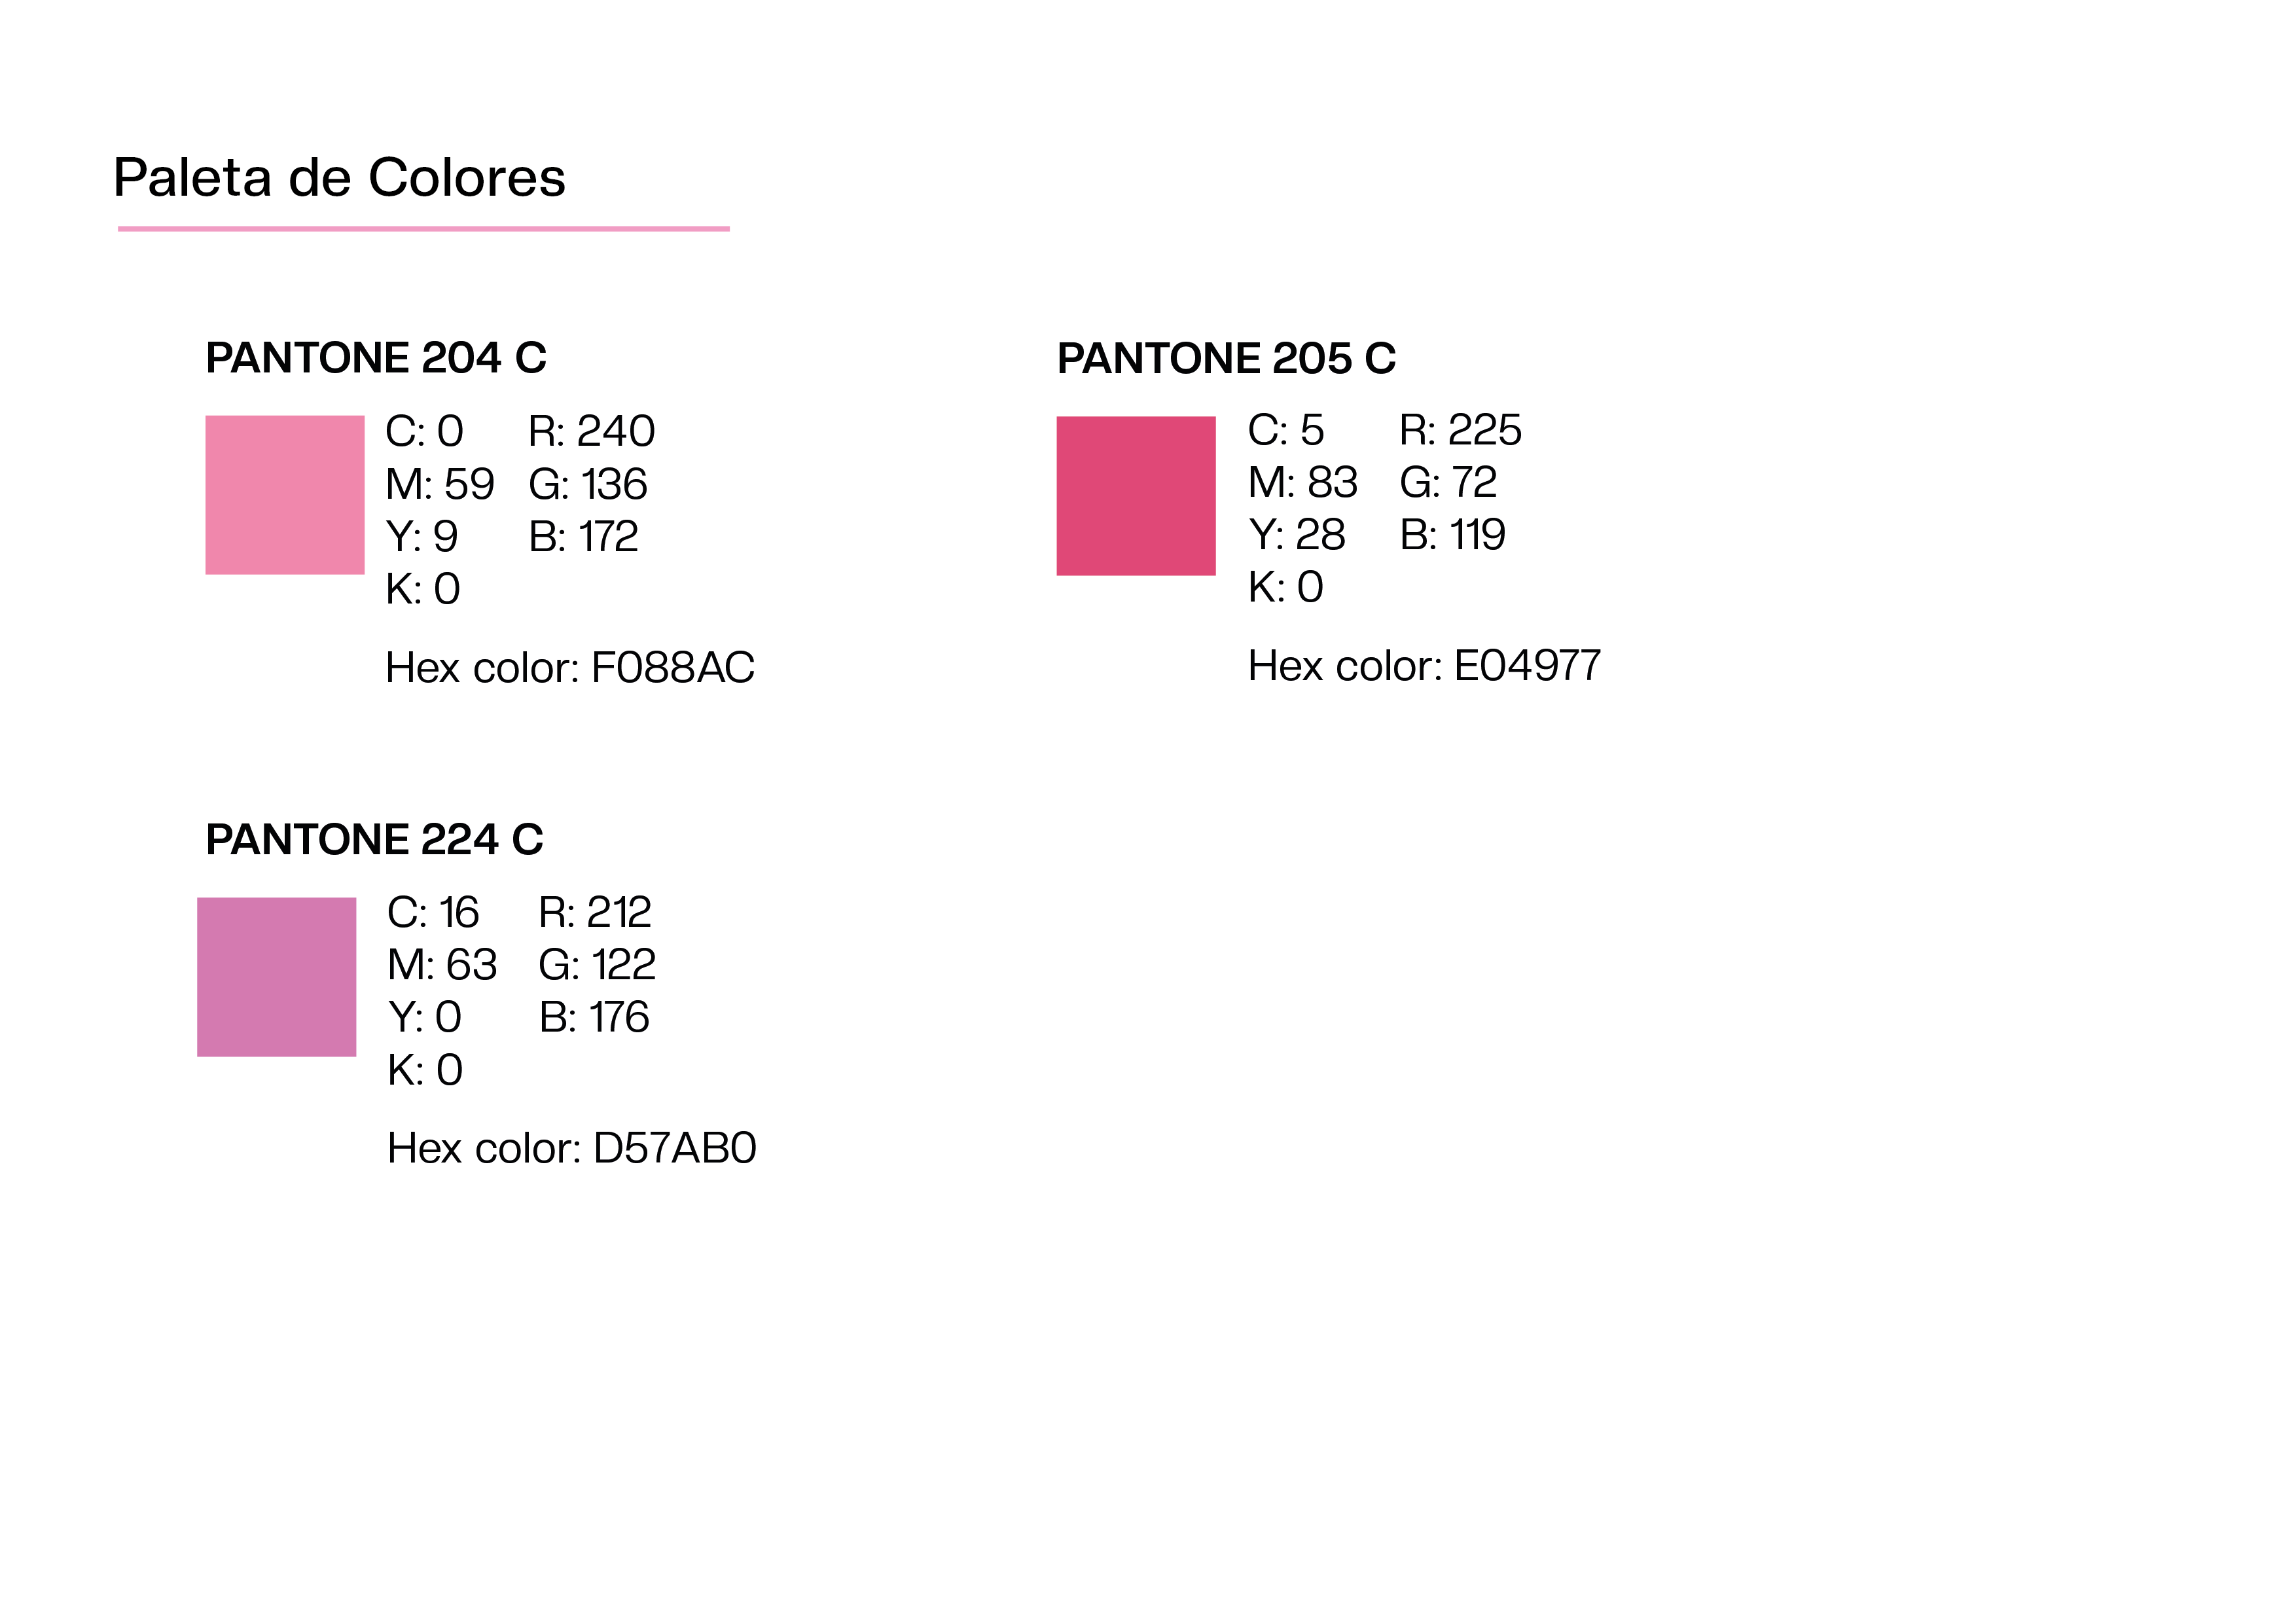 Paleta de Colores
PANTONE 204 C
C: 0 R: 240
M: 59 G: 136
Y: 9 B: 172
K: 0
Hex color: F088AC
PANTONE 205 C
C: 5 R: 225
M: 83 G: 72
Y: 28 B: 119
K: 0
Hex color: E04977
PANTONE 224 C
C: 16 R: 212
M: 63 G: 122
Y: 0 B: 176
K: 0
Hex color: D57AB0